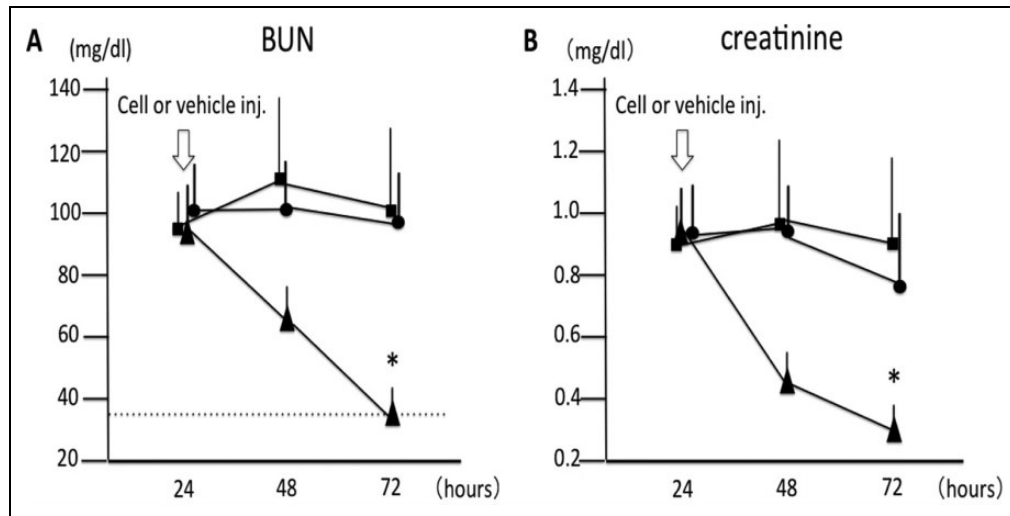 A (mg/dl) BUN
140
Cell or vehicle inj.
120
100
80
60
*
40
20
24 48 72 (hours)
B (mg/dl) creatinine
1.4
Cell or vehicle inj.
1.2
1.0
0.8
0.6
*
0.4
0.2
24 48 72 (hours)